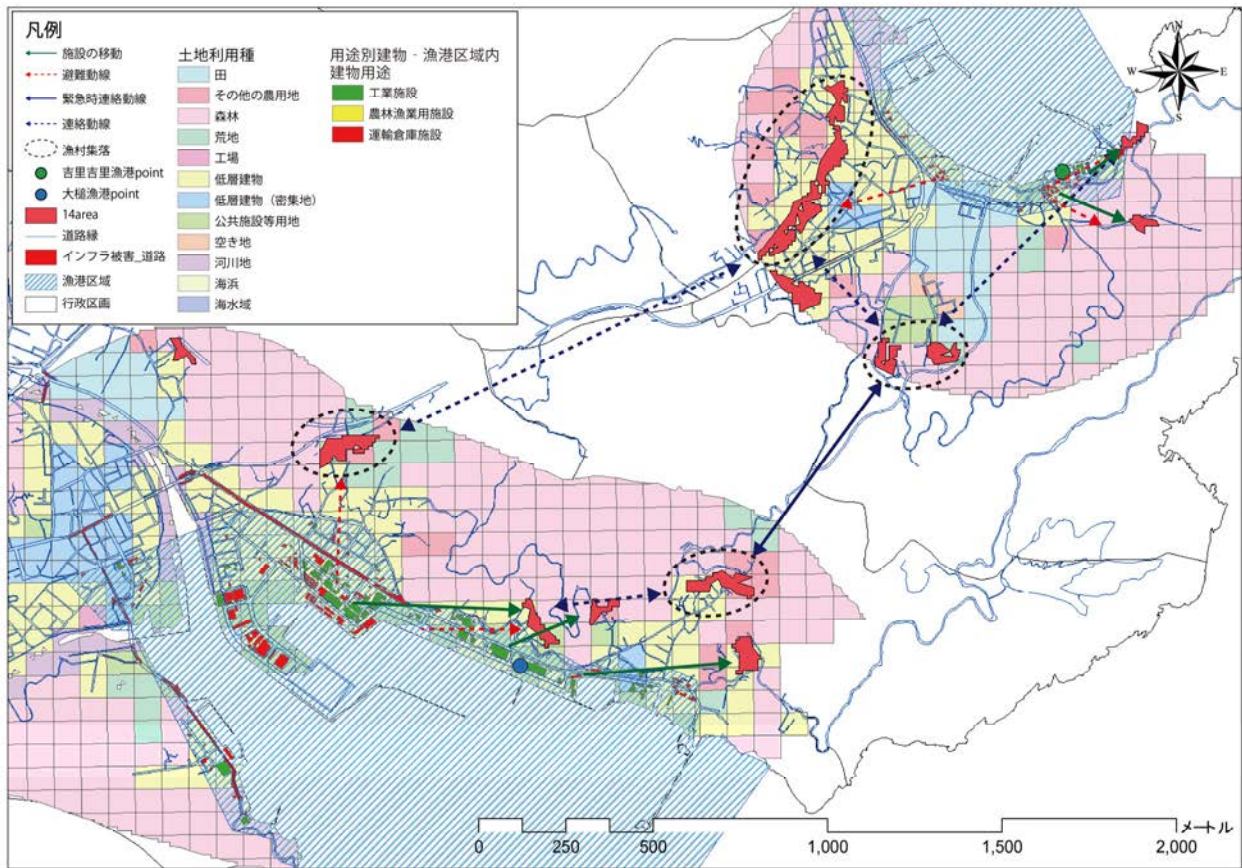 凡例
施設の移動
避難動線
緊急時連絡動線
連絡動線
漁村集落
吉里吉里漁港point
大槌漁港point
14area
道路縁
インフラ被害_道路
漁港区域
行政区画
土地利用種
田
その他の農用地
森林
荒地
工場
低層建物
低層建物（密集地）
公共施設等用地
空き地
河川地
海浜
海水域
用途別建物‐漁港区域内
建物用途
工業施設
農林漁業用施設
運輸倉庫施設
N
W
E
S
メートル
0 250 500 1,000 1,500 2,000